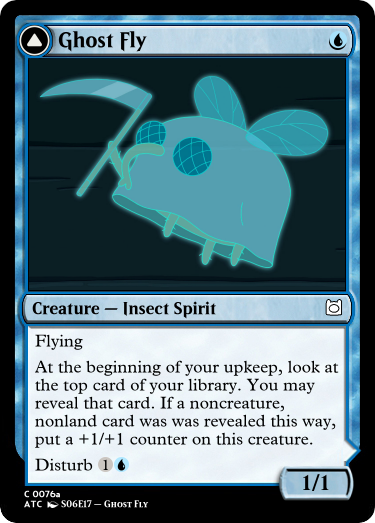 Ghost Fly
Creature — Insect Spirit
Flying
At the beginning of your upkeep, look at
the top card of your library. You may
reveal that card. If a noncreature,
nonland card was was revealed this way,
put a +1/+1 counter on this creature.
Disturb 1
1/1
C 0076a
ATC S06E17 – Ghost Fly